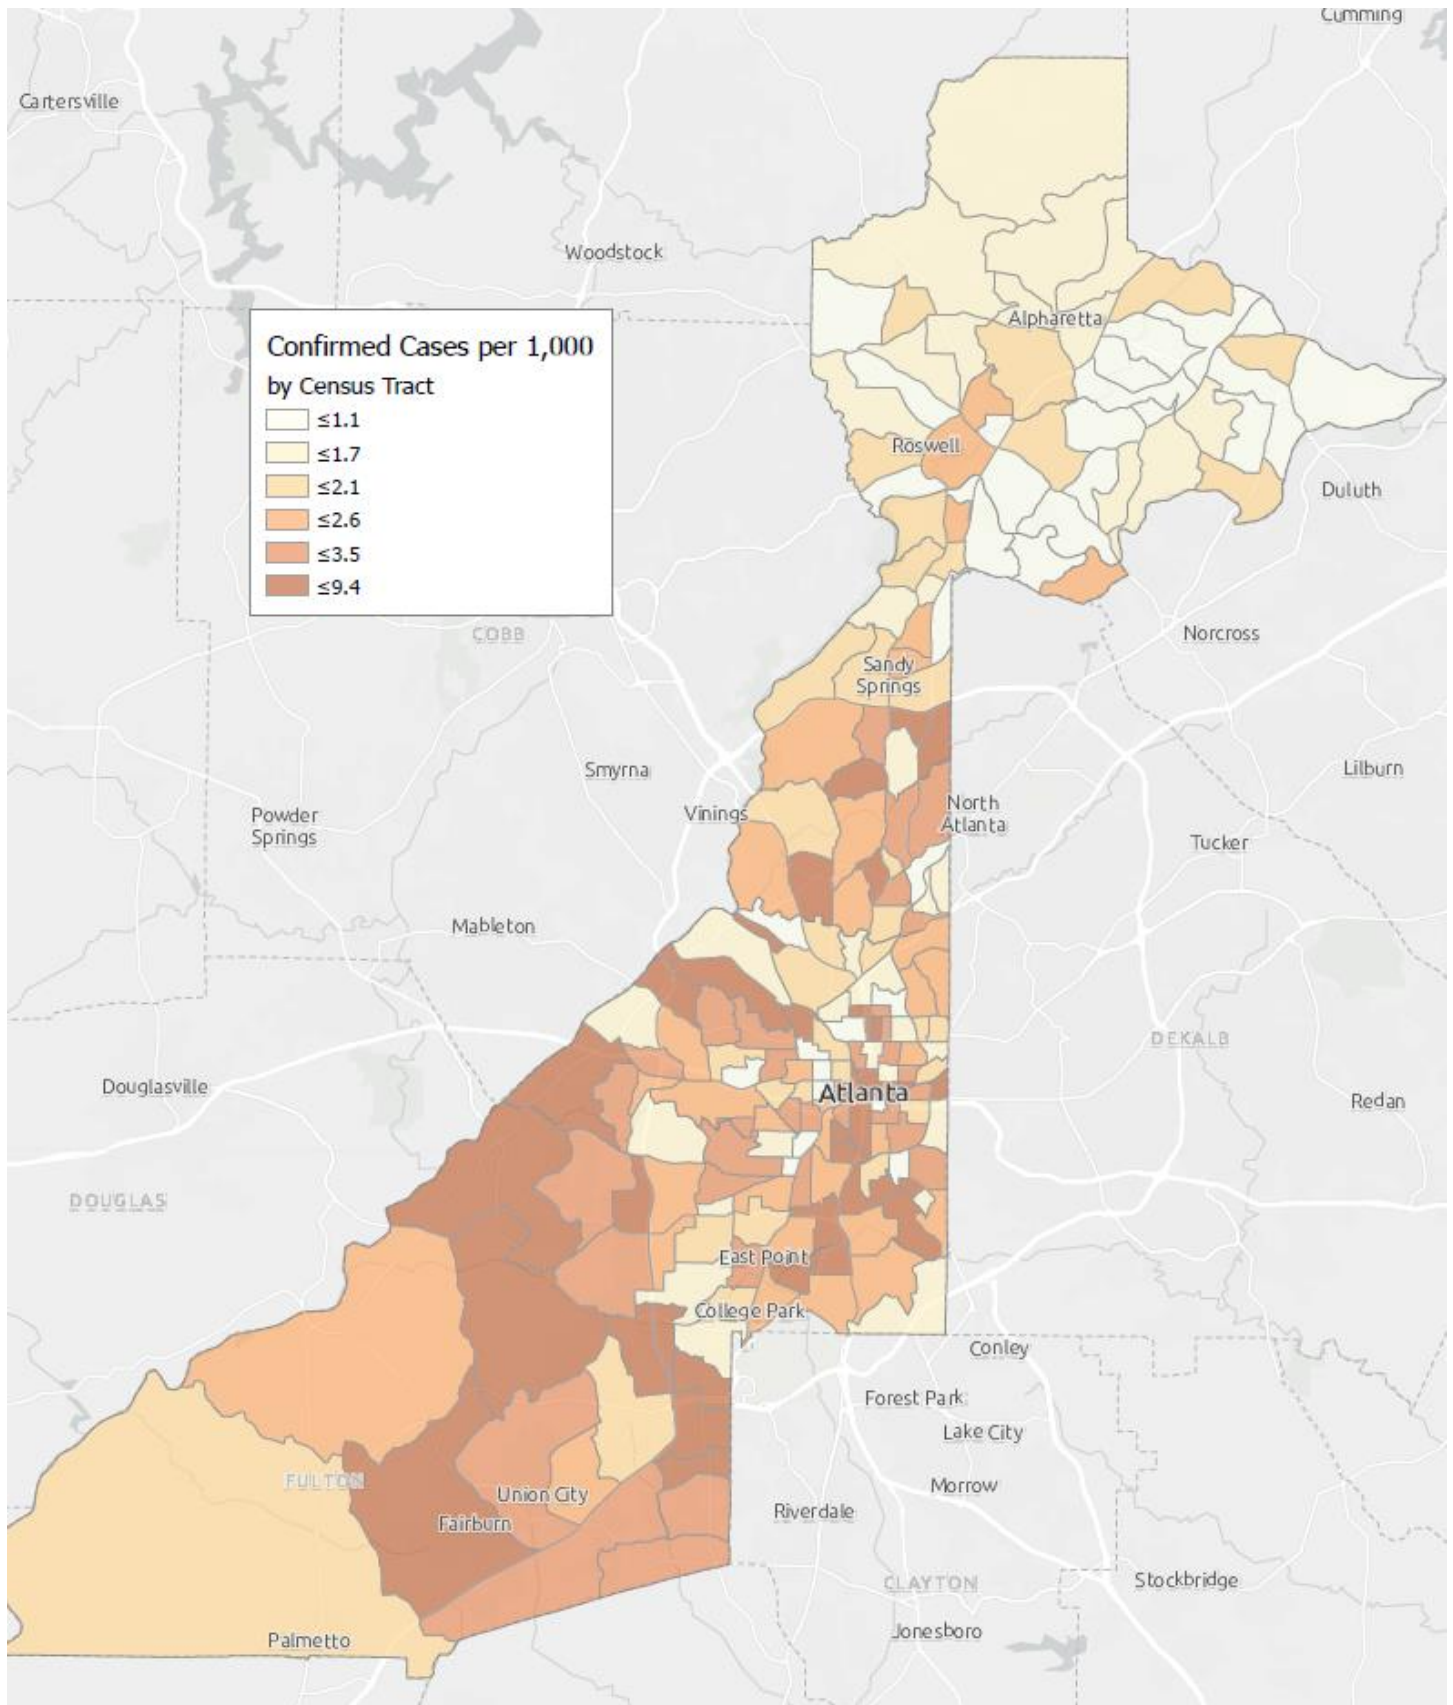 Cumming
Cartersville
Woodstock
Alpharetta
Confirmed Cases per 1,000
by Census Tract
≤1.1
≤1.7
≤2.1
≤2.6
≤3.5
≤9.4
Roswell
Duluth
COBB
Norcross
Sandy
Springs
Smyrna
Lilburn
Vinings
North
Atlanta
Powder
Springs
Tucker
Mableton
DEKALB
Douglasville
Atlanta
Redan
DOUGLAS
East Point
College Park
Conley
Forest Park
Lake City
FULTON
Union City
Morrow
Riverdale
Fairburn
CLAYTON
Stockbridge
Palmetto
Jonesboro